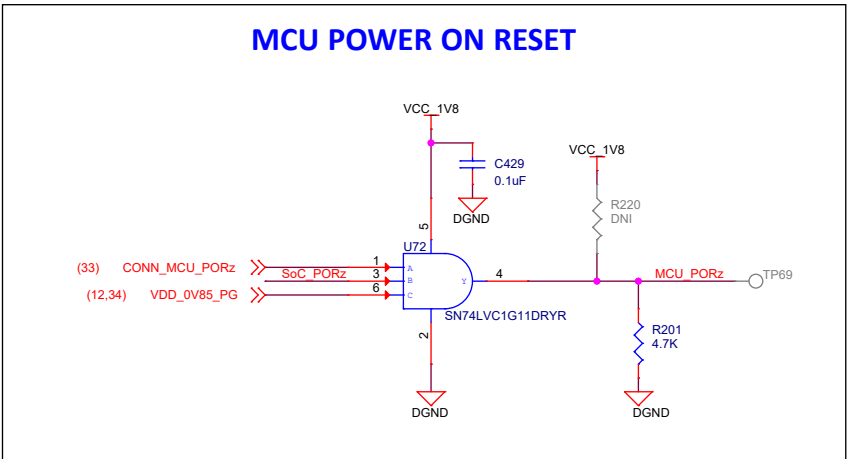 MCU POWER ON RESET
VCC_1V8
C429
0.1uF
DGND
VCC_1V8
R220
DNI
5
U72
(33) CONN_MCU_PORz 1 A
SoC_PORz 3 B
(12,34) VDD_0V85_PG 6 C
Y 4
MCU_PORz
TP69
SN74LVC1G11DRYR
2
DGND
R201
4.7K
DGND